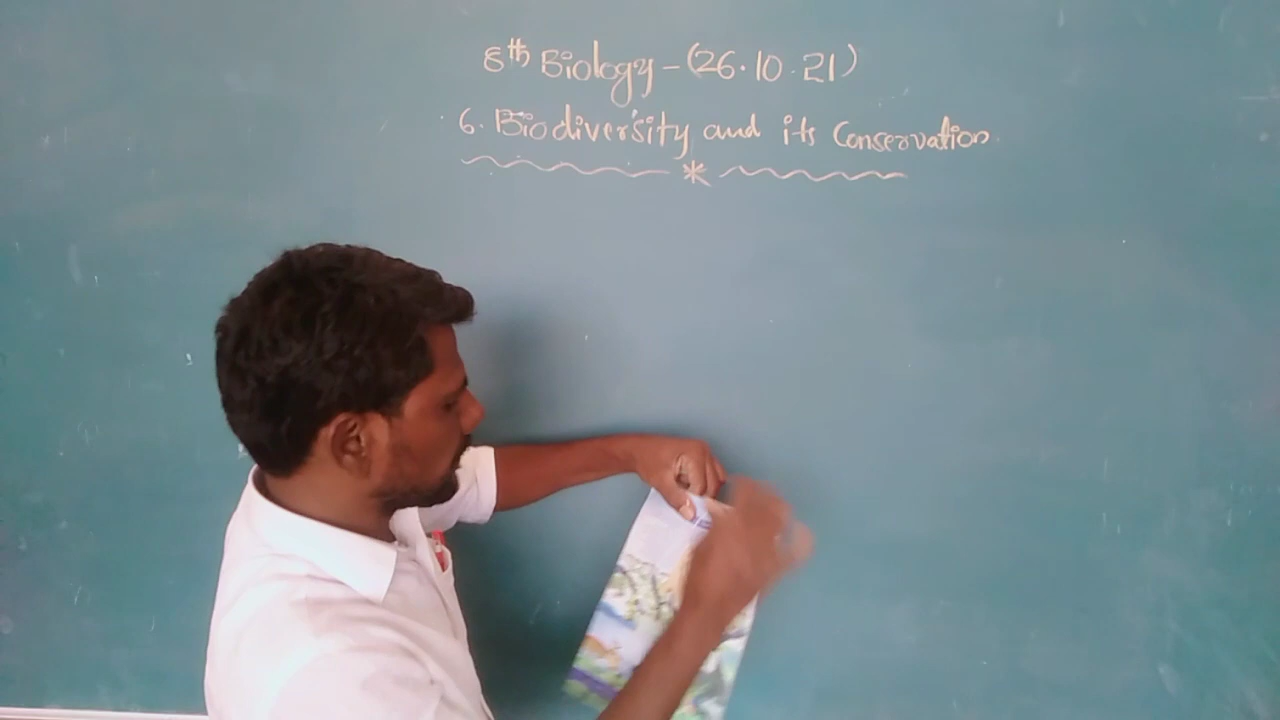 8th Biology - (26.10.21)
6. Biodiversity and its Conservation